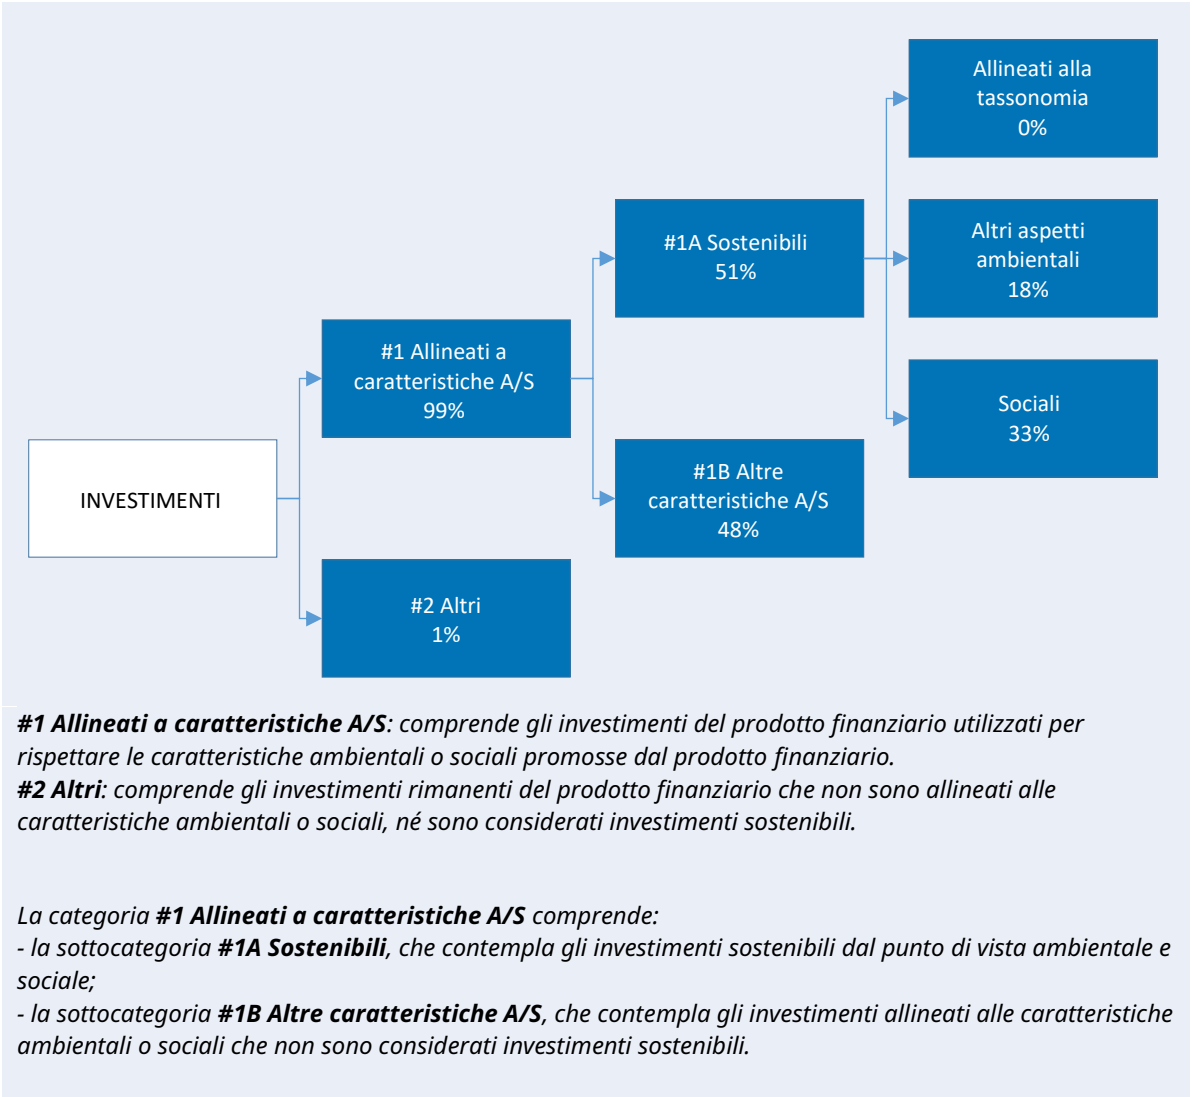 Allineati alla
tassonomia
0%
#1A Sostenibili
51%
Altri aspetti
ambientali
18%
#1 Allineati a
caratteristiche A/S
99%
Sociali
33%
INVESTIMENTI
#1B Altre
caratteristiche A/S
48%
#2 Altri
1%
#1 Allineati a caratteristiche A/S: comprende gli investimenti del prodotto finanziario utilizzati per
rispettare le caratteristiche ambientali o sociali promosse dal prodotto finanziario.
#2 Altri: comprende gli investimenti rimanenti del prodotto finanziario che non sono allineati alle
caratteristiche ambientali o sociali, né sono considerati investimenti sostenibili.
La categoria #1 Allineati a caratteristiche A/S comprende:
- la sottocategoria #1A Sostenibili, che contempla gli investimenti sostenibili dal punto di vista ambientale e
sociale;
- la sottocategoria #1B Altre caratteristiche A/S, che contempla gli investimenti allineati alle caratteristiche
ambientali o sociali che non sono considerati investimenti sostenibili.